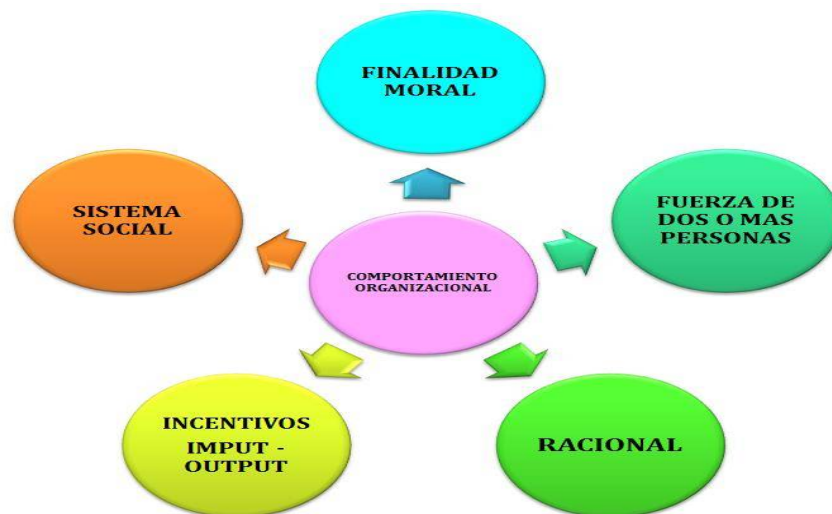 FINALIDAD
MORAL
SISTEMA
SOCIAL
FUERZA DE
DOS O MAS
PERSONAS
COMPORTAMIENTO
ORGANIZACIONAL
INCENTIVOS
IMPUT -
OUTPUT
RACIONAL